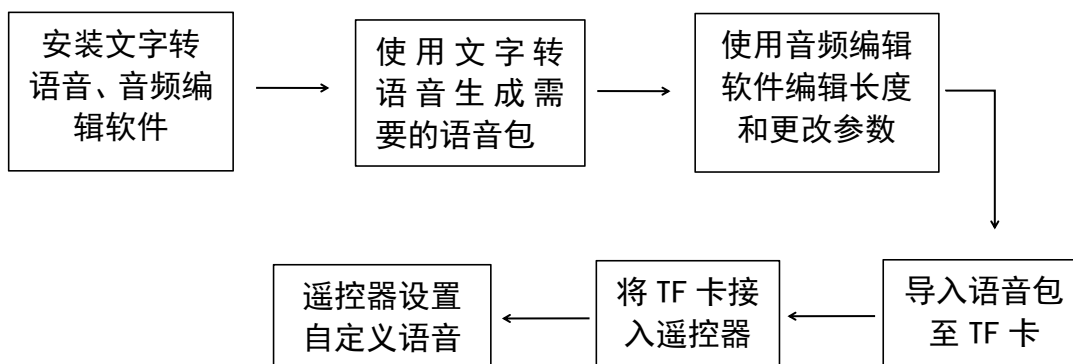 安装文字转
语音、音频编
辑软件
使用文字转
语音生成需
要的语音包
使用音频编辑
软件编辑长度
和更改参数
导入语音包
至 TF 卡
将 TF 卡接
入遥控器
遥控器设置
自定义语音